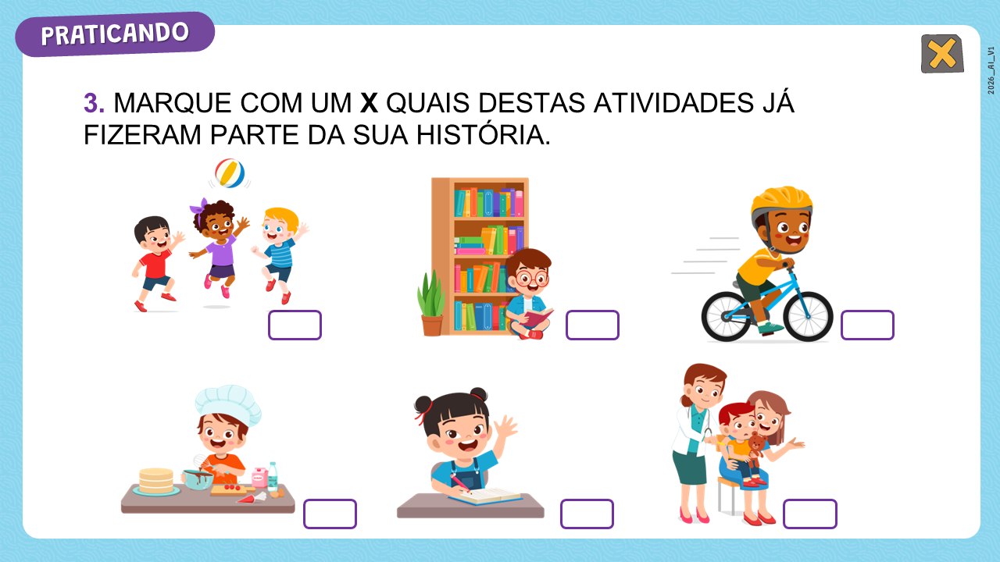 PRATICANDO
2026_AI_V1
3. MARQUE COM UM X QUAIS DESTAS ATIVIDADES JÁ
FIZERAM PARTE DA SUA HISTÓRIA.